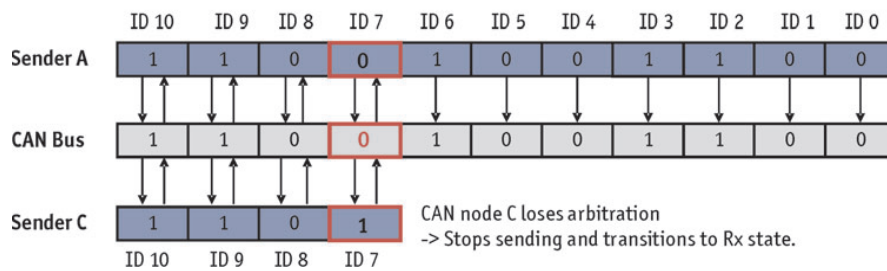 ID 10 ID 9 ID 8 ID 7 ID 6 ID 5 ID 4 ID 3 ID 2 ID 1 ID 0
Sender A 1 1 0 0 1 0 0 1 1 0 0
CAN Bus 1 1 0 0 1 0 0 1 1 0 0
Sender C 1 1 0 1
CAN node C loses arbitration
-> Stops sending and transitions to Rx state.
ID 10 ID 9 ID 8 ID 7